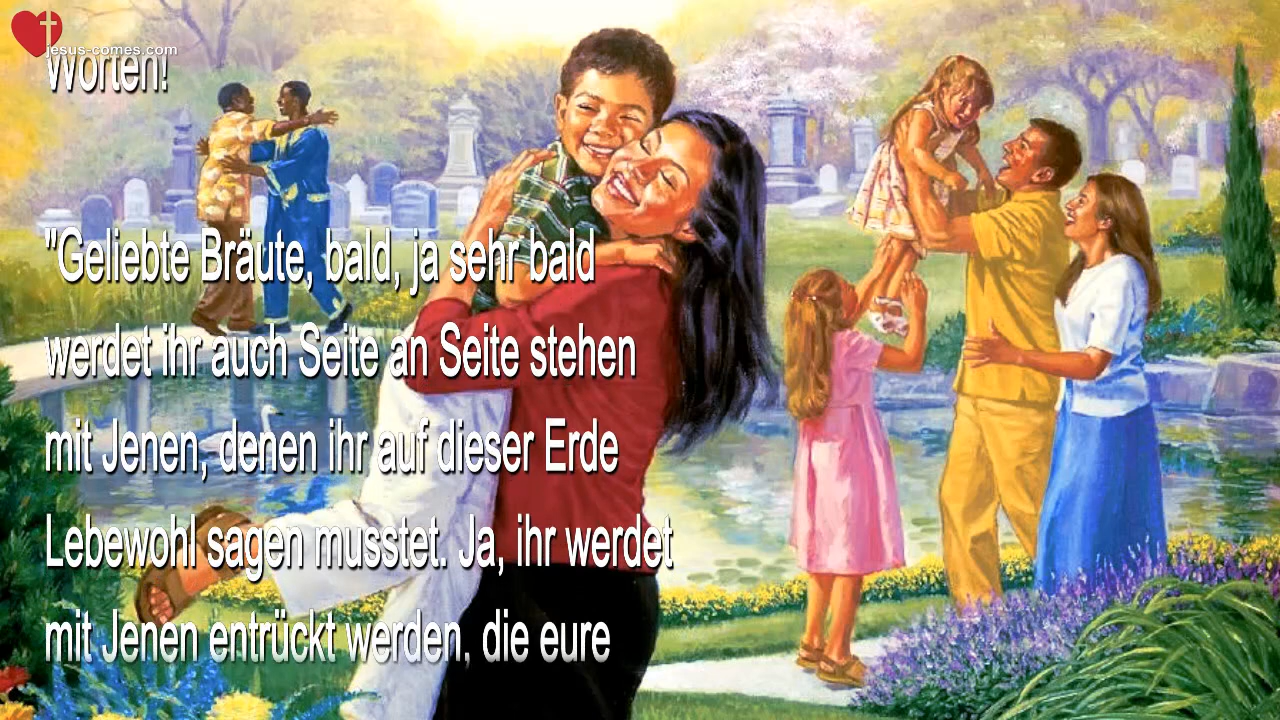 jesus-comes.com
Worten!
"Geliebte Bräute, bald, ja sehr bald
werdet ihr auch Seite an Seite stehen
mit Jenen, denen ihr auf dieser Erde
Lebewohl sagen musstet. Ja, ihr werdet
mit Jenen entrückt werden, die eure